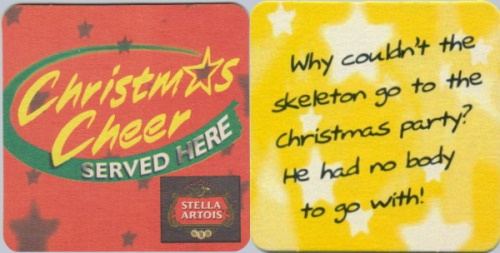 Christmas
Cheer
SERVED HERE
STELLA
ARTOIS
Why couldn't the
skeleton go to the
christmas party?
He had no body
to go with!